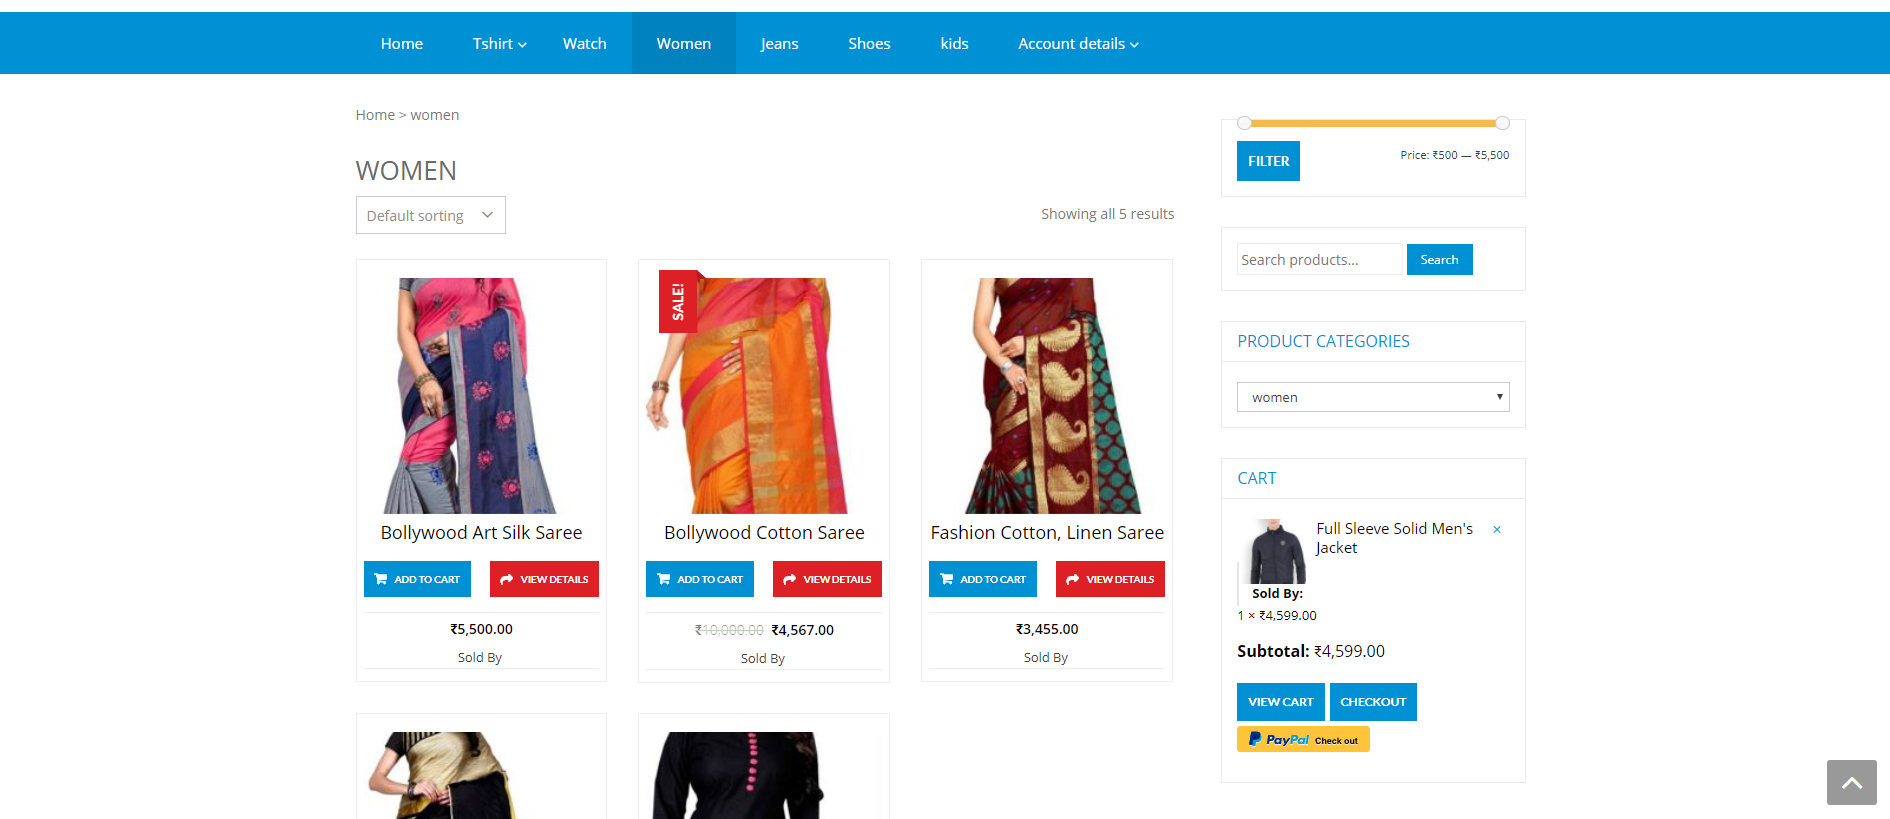 Home Tshirt Watch Women Jeans Shoes kids Account details
Home > women
WOMEN
Default sorting
Showing all 5 results
SALE!
Bollywood Art Silk Saree
ADD TO CART VIEW DETAILS
₹5,500.00
Sold By
Bollywood Cotton Saree
ADD TO CART VIEW DETAILS
₹10,000.00 ₹4,567.00
Sold By
Fashion Cotton, Linen Saree
ADD TO CART VIEW DETAILS
₹3,455.00
Sold By
FILTER Price: ₹500 — ₹5,500
Search products… Search
PRODUCT CATEGORIES
women
CART
Full Sleeve Solid Men's ×
Jacket
Sold By:
1 × ₹4,599.00
Subtotal: ₹4,599.00
VIEW CART CHECKOUT
PayPal Check out